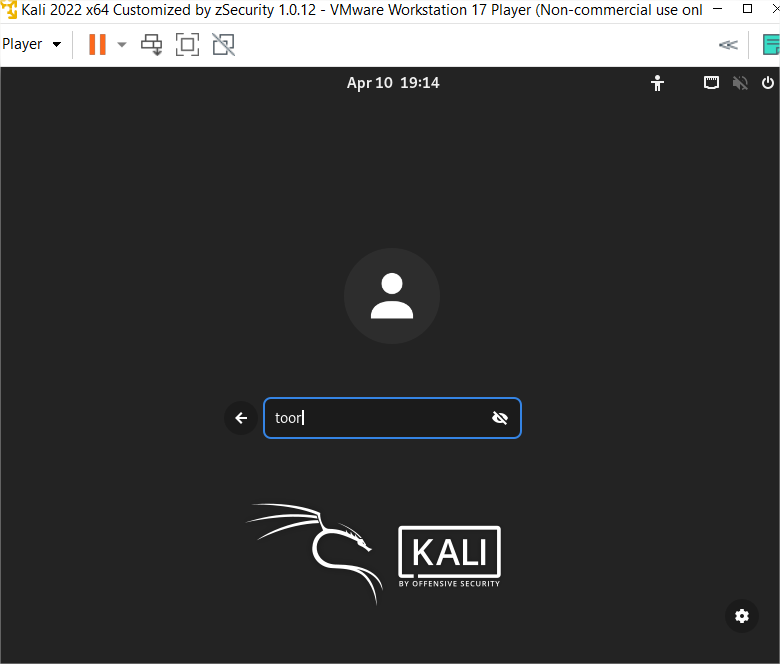 Kali 2022 x64 Customized by zSecurity 1.0.12 - VMware Workstation 17 Player (Non-commercial use onl
Player
Apr 10 19:14
toor
KALI
BY OFFENSIVE SECURITY